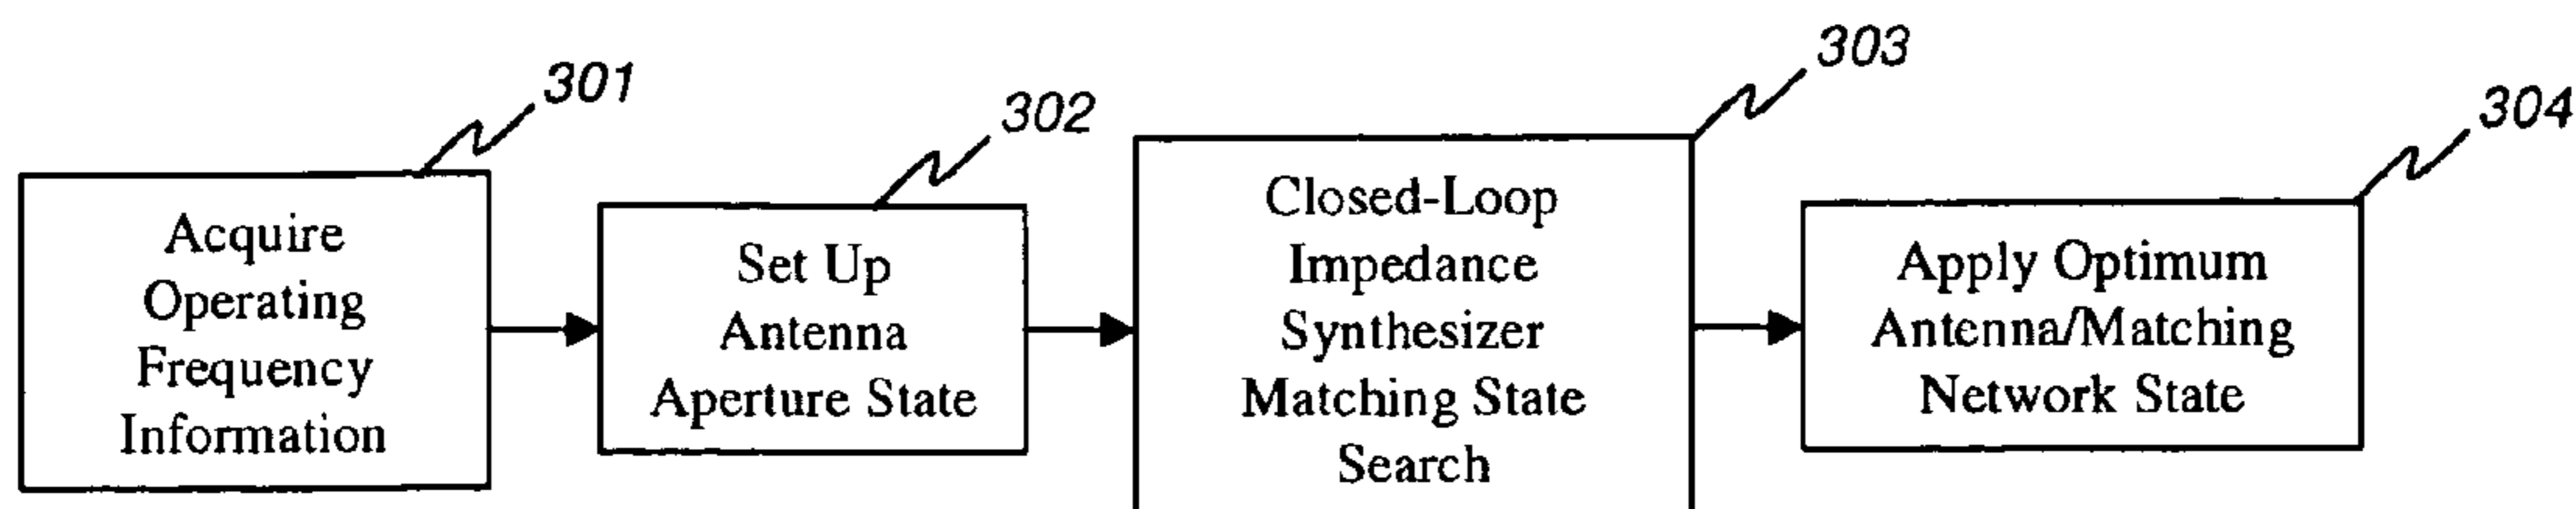 301
Acquire
Operating
Frequency
Information
302
Set Up
Antenna
Aperture State
303
Closed-Loop
Impedance
Synthesizer
Matching State
Search
304
Apply Optimum
Antenna/Matching
Network State